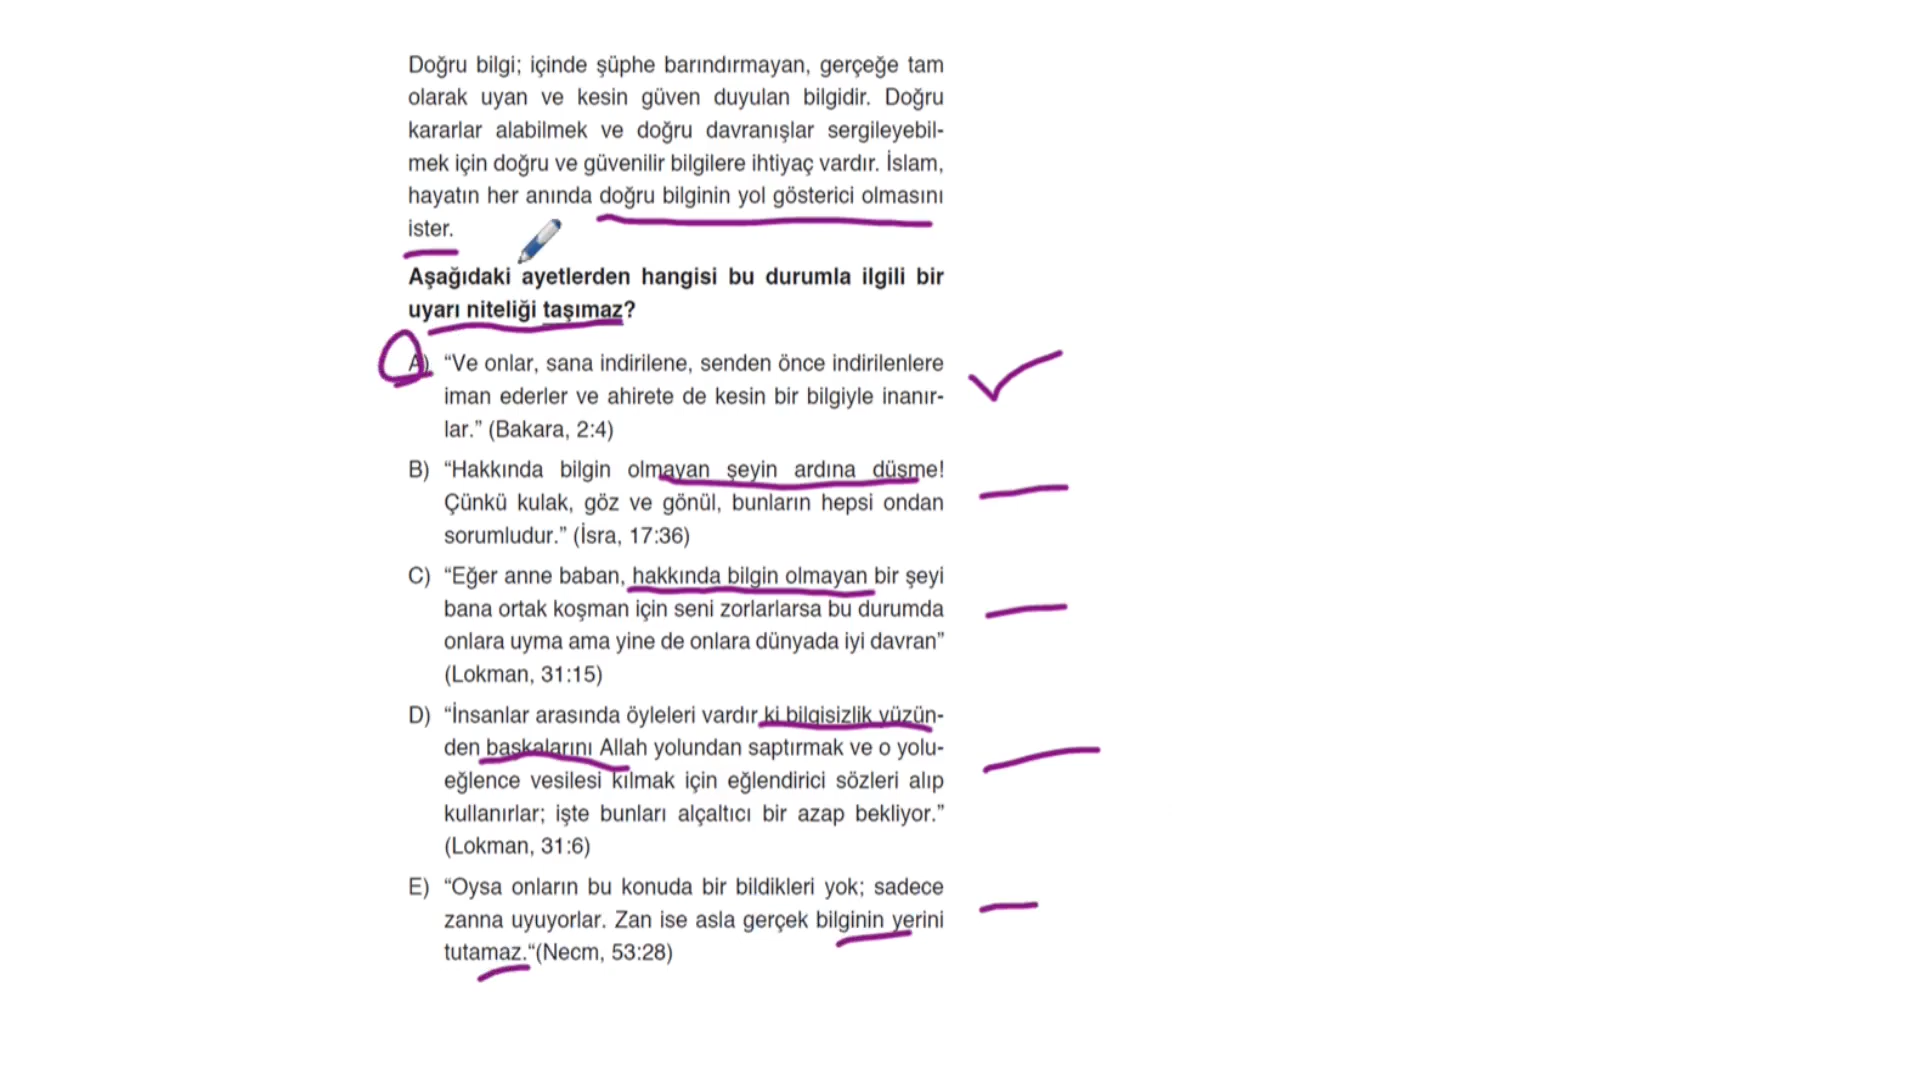 Doğru bilgi; içinde şüphe barındırmayan, gerçeğe tam
olarak uyan ve kesin güven duyulan bilgidir. Doğru
kararlar alabilmek ve doğru davranışlar sergileyebil-
mek için doğru ve güvenilir bilgilere ihtiyaç vardır. İslam,
hayatın her anında doğru bilginin yol gösterici olmasını
ister.
Aşağıdaki ayetlerden hangisi bu durumla ilgili bir
uyarı niteliği taşımaz?
A) “Ve onlar, sana indirilene, senden önce indirilenlere
iman ederler ve ahirete de kesin bir bilgiyle inanır-
lar.” (Bakara, 2:4)
B) “Hakkında bilgin olmayan şeyin ardına düşme!
Çünkü kulak, göz ve gönül, bunların hepsi ondan
sorumludur.” (İsra, 17:36)
C) “Eğer anne baban, hakkında bilgin olmayan bir şeyi
bana ortak koşman için seni zorlarlarsa bu durumda
onlara uyma ama yine de onlara dünyada iyi davran”
(Lokman, 31:15)
D) “İnsanlar arasında öyleleri vardır ki bilgisizlik yüzün-
den başkalarını Allah yolundan saptırmak ve o yolu-
eğlence vesilesi kılmak için eğlendirici sözleri alıp
kullanırlar; işte bunları alçaltıcı bir azap bekliyor.”
(Lokman, 31:6)
E) “Oysa onların bu konuda bir bildikleri yok; sadece
zanna uyuyorlar. Zan ise asla gerçek bilginin yerini
tutamaz.“(Necm, 53:28)